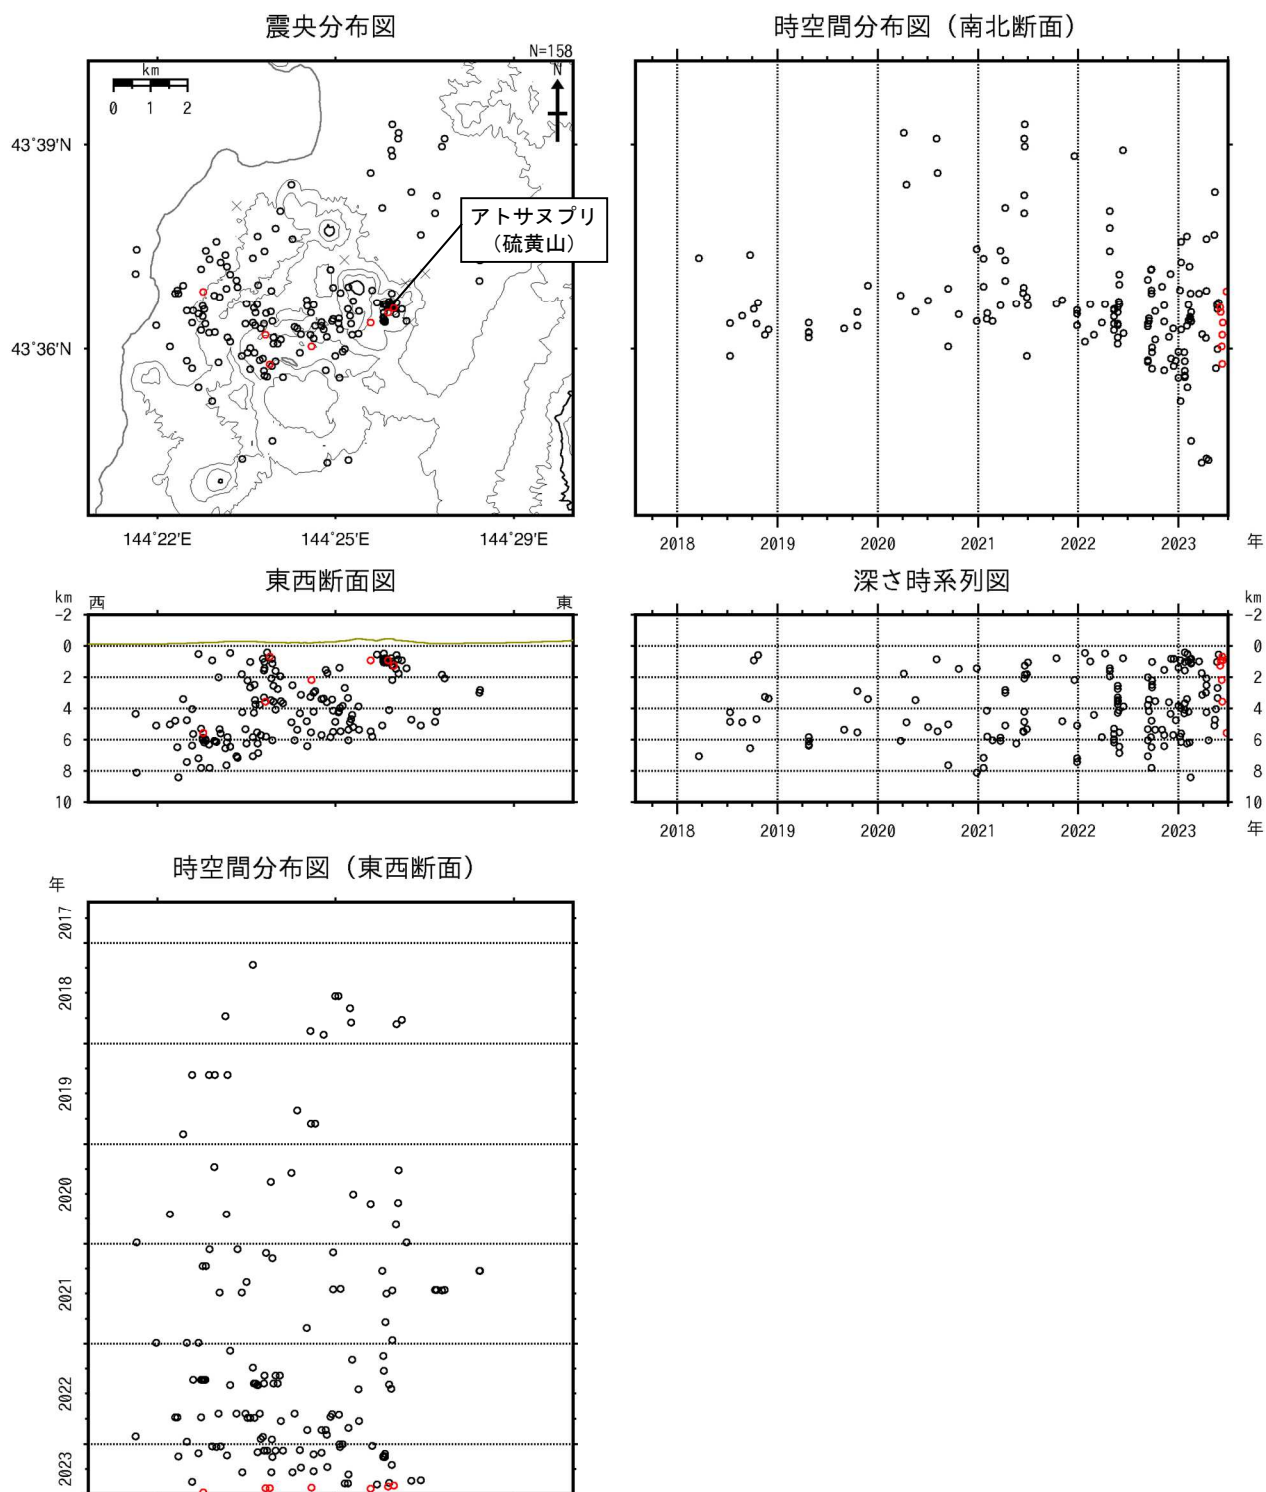 震央分布図
N=158
km
0 1 2
N
43°39′N
43°36′N
アトサヌプリ
（硫黄山）
144°22′E 144°25′E 144°29′E
時空間分布図（南北断面）
2018 2019 2020 2021 2022 2023 年
東西断面図
km 西 東
-2
0
2
4
6
8
10
深さ時系列図
km
-2
0
2
4
6
8
10
2018 2019 2020 2021 2022 2023 年
時空間分布図（東西断面）
年
2017
2018
2019
2020
2021
2022
2023